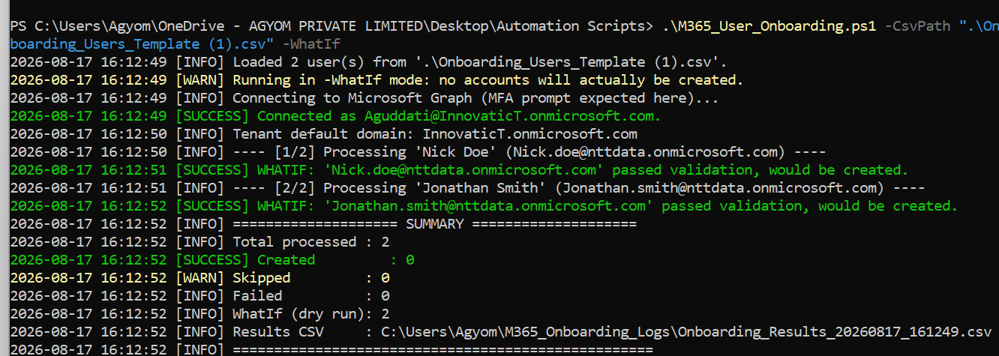 PS C:\Users\Agyom\OneDrive - AGYOM PRIVATE LIMITED\Desktop\Automation Scripts> .\M365_User_Onboarding.ps1 -CsvPath ".\On
boarding_Users_Template (1).csv" -WhatIf
2026-08-17 16:12:49 [INFO] Loaded 2 user(s) from '.\Onboarding_Users_Template (1).csv'.
2026-08-17 16:12:49 [WARN] Running in -WhatIf mode: no accounts will actually be created.
2026-08-17 16:12:49 [INFO] Connecting to Microsoft Graph (MFA prompt expected here)...
2026-08-17 16:12:49 [SUCCESS] Connected as Aguddati@InnovaticT.onmicrosoft.com.
2026-08-17 16:12:50 [INFO] Tenant default domain: InnovaticT.onmicrosoft.com
2026-08-17 16:12:50 [INFO] ---- [1/2] Processing 'Nick Doe' (Nick.doe@nttdata.onmicrosoft.com) ----
2026-08-17 16:12:51 [SUCCESS] WHATIF: 'Nick.doe@nttdata.onmicrosoft.com' passed validation, would be created.
2026-08-17 16:12:51 [INFO] ---- [2/2] Processing 'Jonathan Smith' (Jonathan.smith@nttdata.onmicrosoft.com) ----
2026-08-17 16:12:52 [SUCCESS] WHATIF: 'Jonathan.smith@nttdata.onmicrosoft.com' passed validation, would be created.
2026-08-17 16:12:52 [INFO] ==================== SUMMARY ====================
2026-08-17 16:12:52 [INFO] Total processed : 2
2026-08-17 16:12:52 [SUCCESS] Created         : 0
2026-08-17 16:12:52 [WARN] Skipped         : 0
2026-08-17 16:12:52 [INFO] Failed          : 0
2026-08-17 16:12:52 [INFO] WhatIf (dry run): 2
2026-08-17 16:12:52 [INFO] Results CSV     : C:\Users\Agyom\M365_Onboarding_Logs\Onboarding_Results_20260817_161249.csv
2026-08-17 16:12:52 [INFO] ===================================================